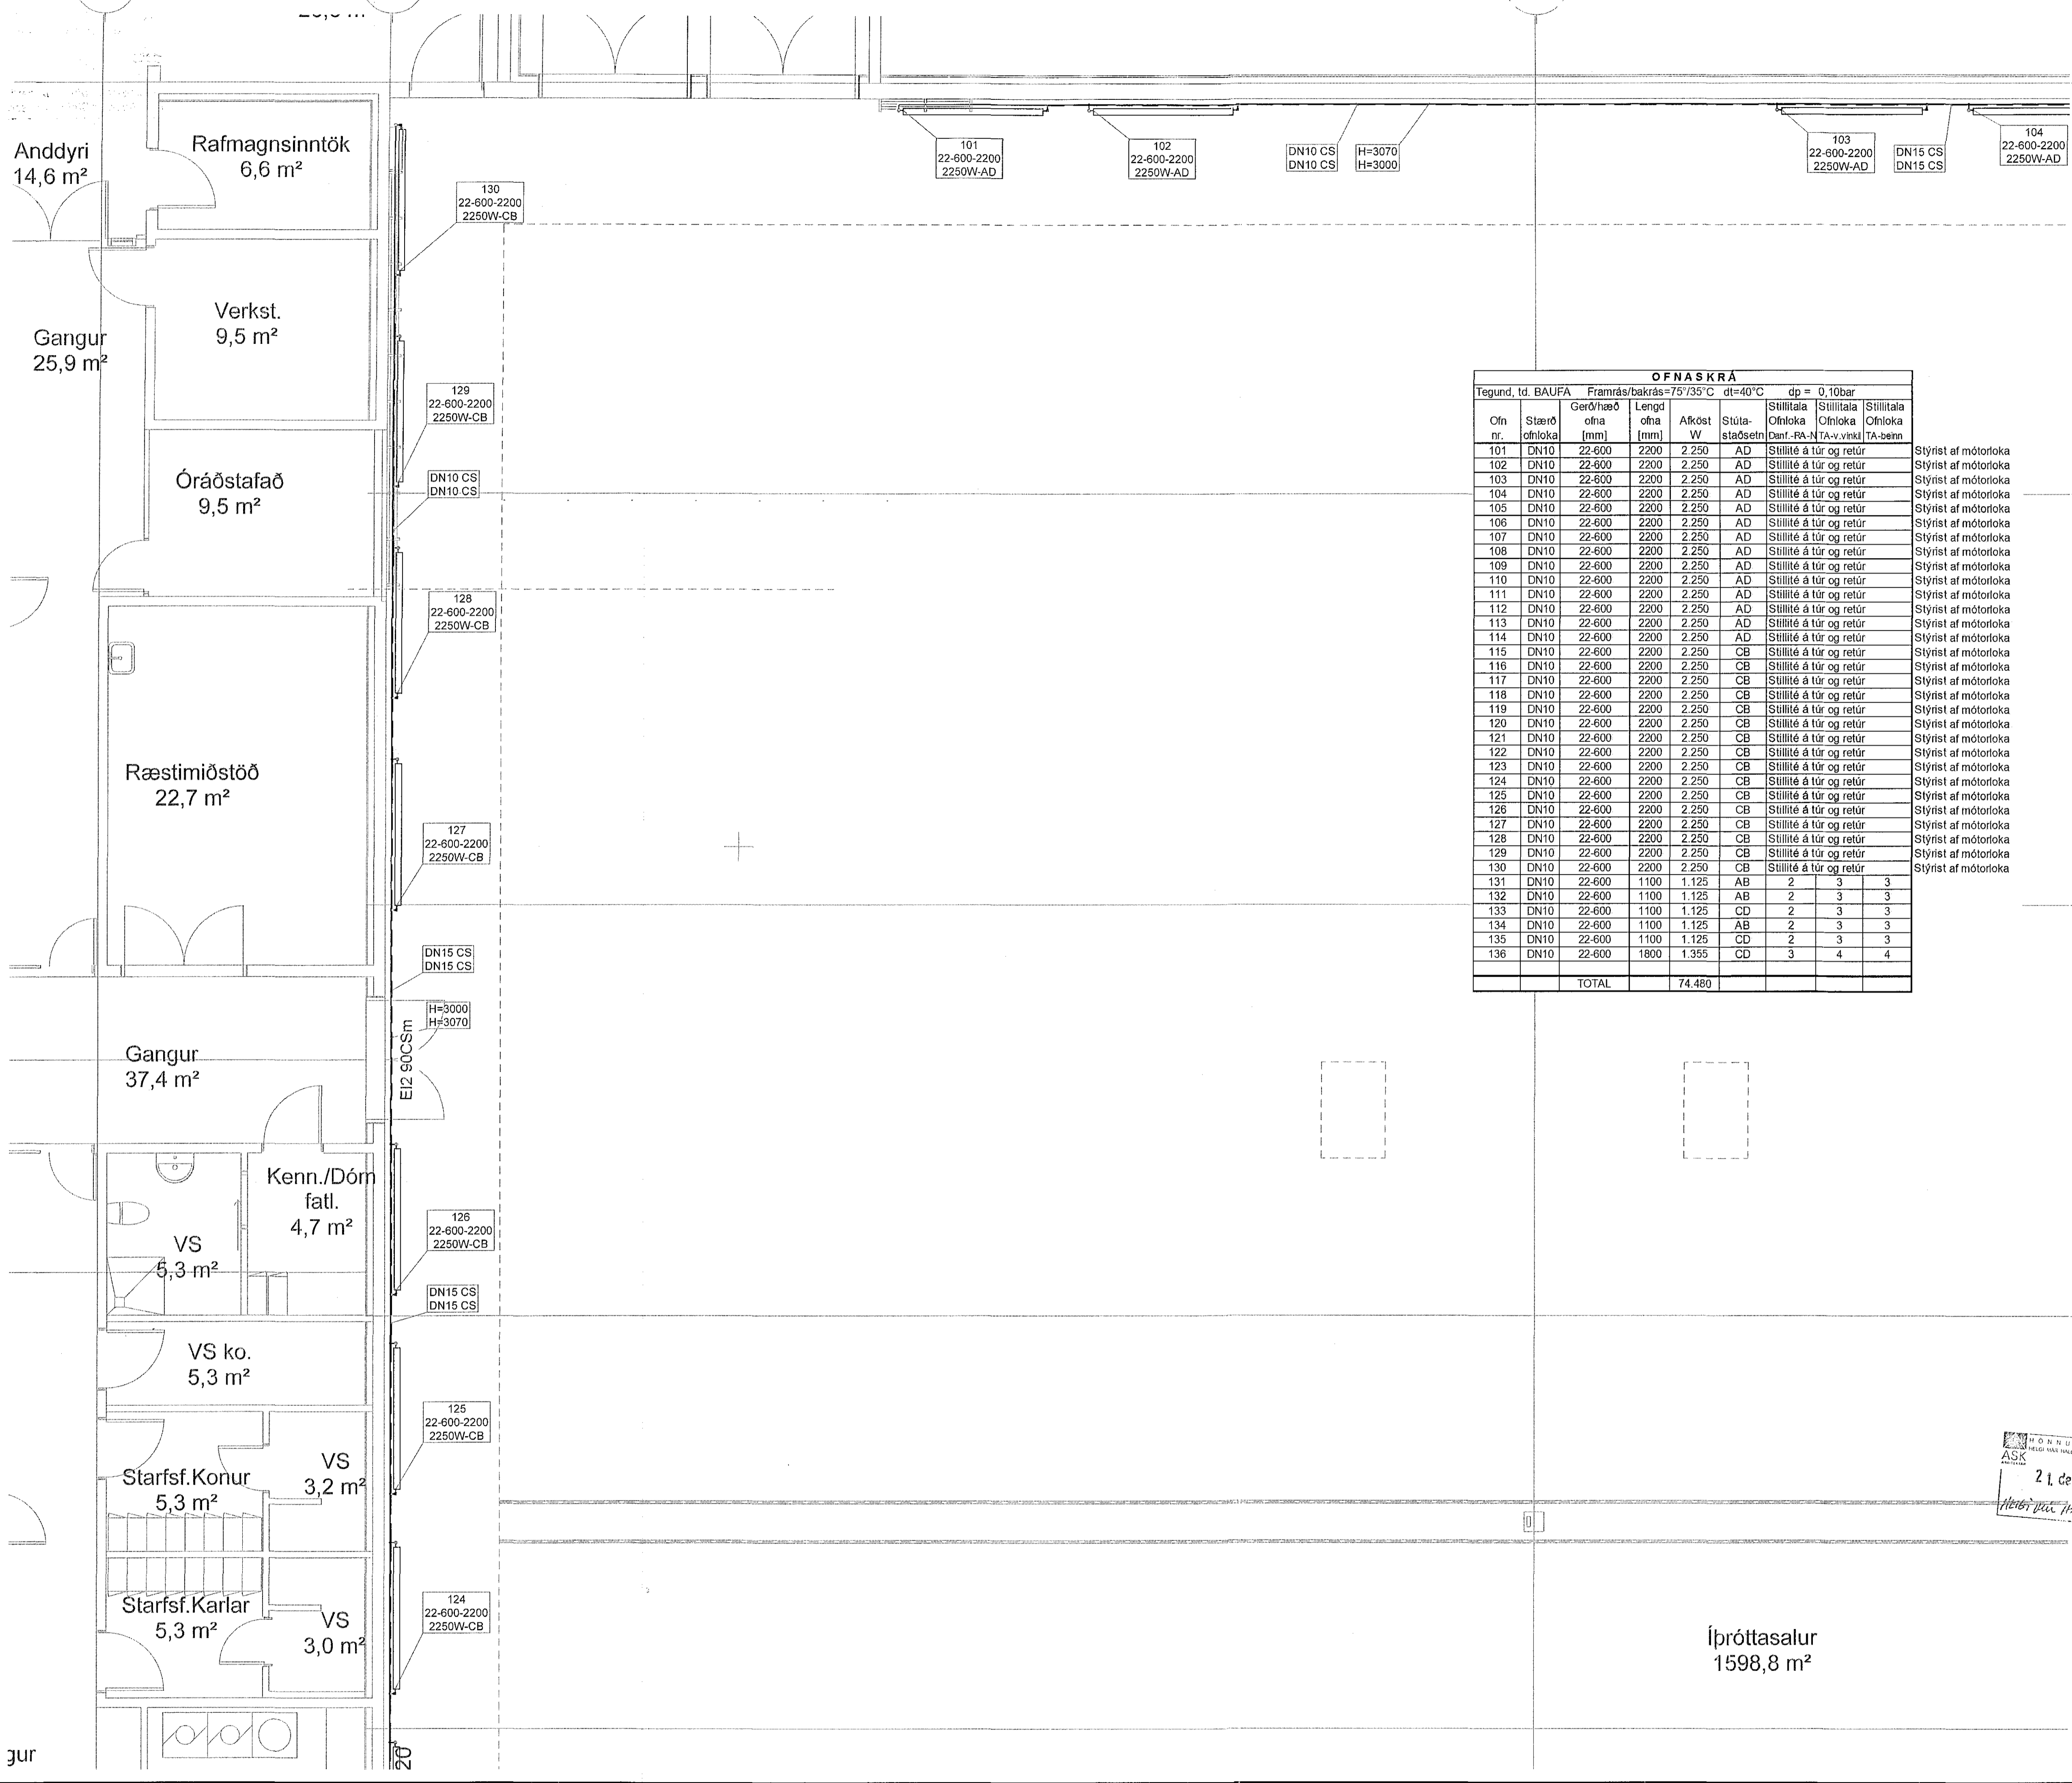 Anddyri
14,6 m²
Rafmagnsinntök
6,6 m²
Verkst.
9,5 m²
Gangur
25,9 m²
Óráðstafað
9,5 m²
Ræstimiðstöð
22,7 m²
Gangur
37,4 m²
EI2 90CSm
Kenn./Dóm
fatl.
4,7 m²
VS
5,3 m²
VS ko.
5,3 m²
Starfsf.Konur
5,3 m²
VS
3,2 m²
Starfsf.Karlar
5,3 m²
VS
3,0 m²
gur
20
101
22-600-2200
2250W-AD
102
22-600-2200
2250W-AD
DN10 CS
DN10 CS
H=3070
H=3000
103
22-600-2200
2250W-AD
DN15 CS
DN15 CS
104
22-600-2200
2250W-AD
130
22-600-2200
2250W-CB
129
22-600-2200
2250W-CB
DN10 CS
DN10 CS
128
22-600-2200
2250W-CB
127
22-600-2200
2250W-CB
DN15 CS
DN15 CS
H=3000
H=3070
126
22-600-2200
2250W-CB
DN15 CS
DN15 CS
125
22-600-2200
2250W-CB
124
22-600-2200
2250W-CB
OFNASKRÁ
Tegund, td. BAUFA Framrás/bakrás=75°/35°C dt=40°C dp = 0,10bar
Gerð/hæð Lengd Stillitala Stillitala Stillitala
Ofn Stærð ofna ofna Afköst Stúta- Ofnloka Ofnloka Ofnloka
nr. ofnloka [mm] [mm] W staðsetn Danf.-RA-N TA-v.vinkil TA-beinn
101 DN10 22-600 2200 2.250 AD Stillité á túr og retúr Stýrist af mótorloka
102 DN10 22-600 2200 2.250 AD Stillité á túr og retúr Stýrist af mótorloka
103 DN10 22-600 2200 2.250 AD Stillité á túr og retúr Stýrist af mótorloka
104 DN10 22-600 2200 2.250 AD Stillité á túr og retúr Stýrist af mótorloka
105 DN10 22-600 2200 2.250 AD Stillité á túr og retúr Stýrist af mótorloka
106 DN10 22-600 2200 2.250 AD Stillité á túr og retúr Stýrist af mótorloka
107 DN10 22-600 2200 2.250 AD Stillité á túr og retúr Stýrist af mótorloka
108 DN10 22-600 2200 2.250 AD Stillité á túr og retúr Stýrist af mótorloka
109 DN10 22-600 2200 2.250 AD Stillité á túr og retúr Stýrist af mótorloka
110 DN10 22-600 2200 2.250 AD Stillité á túr og retúr Stýrist af mótorloka
111 DN10 22-600 2200 2.250 AD Stillité á túr og retúr Stýrist af mótorloka
112 DN10 22-600 2200 2.250 AD Stillité á túr og retúr Stýrist af mótorloka
113 DN10 22-600 2200 2.250 AD Stillité á túr og retúr Stýrist af mótorloka
114 DN10 22-600 2200 2.250 AD Stillité á túr og retúr Stýrist af mótorloka
115 DN10 22-600 2200 2.250 CB Stillité á túr og retúr Stýrist af mótorloka
116 DN10 22-600 2200 2.250 CB Stillité á túr og retúr Stýrist af mótorloka
117 DN10 22-600 2200 2.250 CB Stillité á túr og retúr Stýrist af mótorloka
118 DN10 22-600 2200 2.250 CB Stillité á túr og retúr Stýrist af mótorloka
119 DN10 22-600 2200 2.250 CB Stillité á túr og retúr Stýrist af mótorloka
120 DN10 22-600 2200 2.250 CB Stillité á túr og retúr Stýrist af mótorloka
121 DN10 22-600 2200 2.250 CB Stillité á túr og retúr Stýrist af mótorloka
122 DN10 22-600 2200 2.250 CB Stillité á túr og retúr Stýrist af mótorloka
123 DN10 22-600 2200 2.250 CB Stillité á túr og retúr Stýrist af mótorloka
124 DN10 22-600 2200 2.250 CB Stillité á túr og retúr Stýrist af mótorloka
125 DN10 22-600 2200 2.250 CB Stillité á túr og retúr Stýrist af mótorloka
126 DN10 22-600 2200 2.250 CB Stillité á túr og retúr Stýrist af mótorloka
127 DN10 22-600 2200 2.250 CB Stillité á túr og retúr Stýrist af mótorloka
128 DN10 22-600 2200 2.250 CB Stillité á túr og retúr Stýrist af mótorloka
129 DN10 22-600 2200 2.250 CB Stillité á túr og retúr Stýrist af mótorloka
130 DN10 22-600 2200 2.250 CB Stillité á túr og retúr Stýrist af mótorloka
131 DN10 22-600 1100 1.125 AB 2 3 3
132 DN10 22-600 1100 1.125 AB 2 3 3
133 DN10 22-600 1100 1.125 CD 2 3 3
134 DN10 22-600 1100 1.125 AB 2 3 3
135 DN10 22-600 1100 1.125 CD 2 3 3
136 DN10 22-600 1800 1.355 CD 3 4 4
TOTAL 74.480
ASK
21. de
Íþróttasalur
1598,8 m²